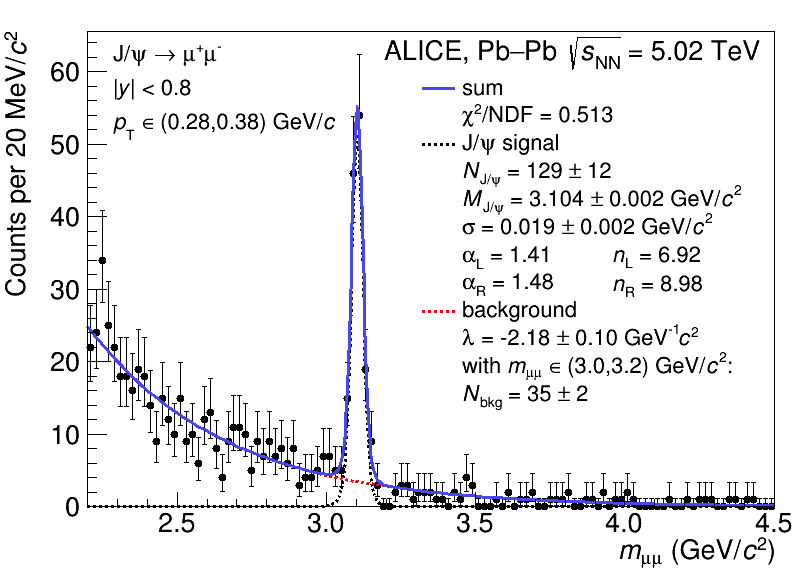 J/ψ → μ⁺μ⁻
|y| < 0.8
p_T ∈ (0.28,0.38) GeV/c
ALICE, Pb–Pb √s_NN = 5.02 TeV
sum
χ²/NDF = 0.513
J/ψ signal
N_J/ψ = 129 ± 12
M_J/ψ = 3.104 ± 0.002 GeV/c²
σ = 0.019 ± 0.002 GeV/c²
α_L = 1.41 n_L = 6.92
α_R = 1.48 n_R = 8.98
background
λ = -2.18 ± 0.10 GeV⁻¹c²
with m_μμ ∈ (3.0,3.2) GeV/c²:
N_bkg = 35 ± 2
Counts per 20 MeV/c²
60
50
40
30
20
10
0
2.5 3.0 3.5 4.0 4.5
m_μμ (GeV/c²)